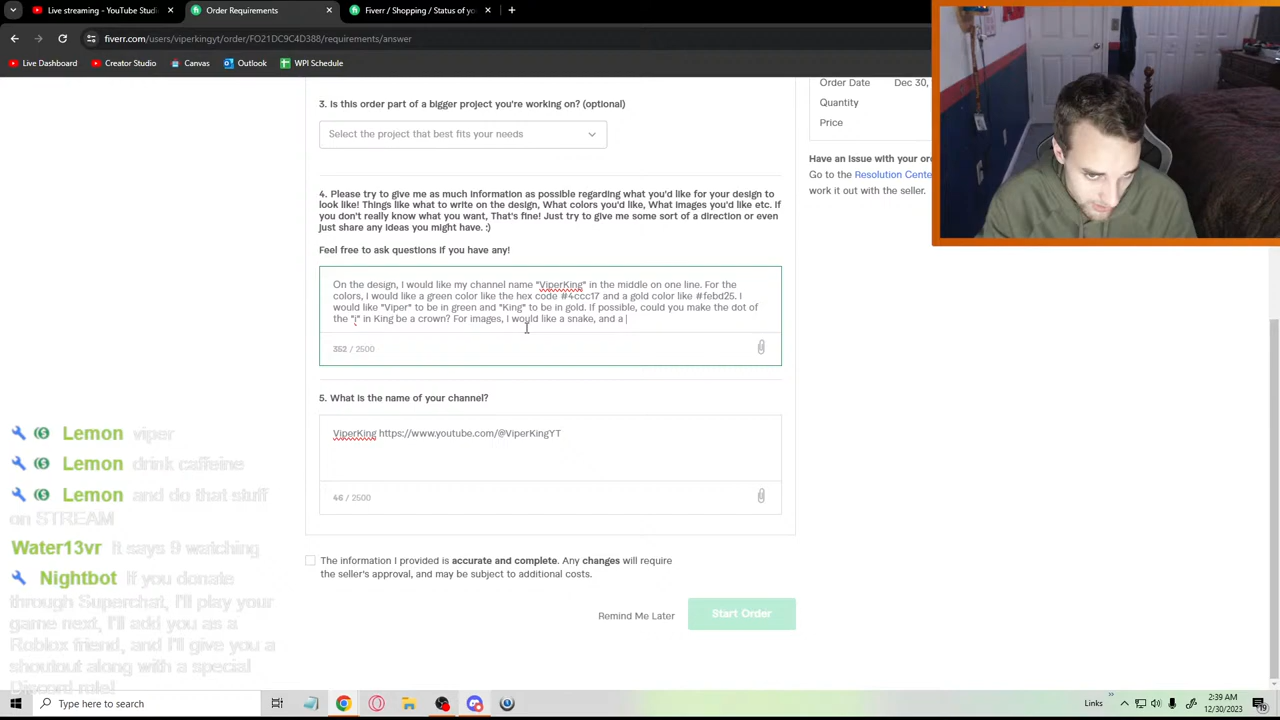 Live streaming - YouTube Studio
Order Requirements
Fiverr / Shopping / Status of yo
fiverr.com/users/viperkingyt/order/FO21DC9C4D388/requirements/answer
Live Dashboard
Creator Studio
Canvas
Outlook
WPI Schedule
3. Is this order part of a bigger project you're working on? (optional)
Select the project that best fits your needs
4. Please try to give me as much information as possible regarding what you'd like for your design to
look like! Things like what to write on the design, What colors you'd like, What images you'd like etc. If
you don't really know what you want, That's fine! Just try to give me some sort of a direction or even
just share any ideas you might have. :)
Feel free to ask questions if you have any!
On the design, I would like my channel name "ViperKing" in the middle on one line. For the
colors, I would like a green color like the hex code #4ccc17 and a gold color like #febd25. I
would like "Viper" to be in green and "King" to be in gold. If possible, could you make the dot of
the "i" in King be a crown? For images, I would like a snake, and a
352 / 2500
5. What is the name of your channel?
ViperKing https://www.youtube.com/@ViperKingYT
46 / 2500
The information I provided is accurate and complete. Any changes will require
the seller's approval, and may be subject to additional costs.
Remind Me Later
Start Order
Order Date Dec 30,
Quantity
Price
Have an issue with your ord
Go to the Resolution Cente
work it out with the seller.
Lemon viper
Lemon drink caffeine
Lemon and do that stuff
on STREAM
Water13vr It says 9 watching
Nightbot If you donate
through Superchat, I'll play your
game next, I'll add you as a
Roblox friend, and I'll give you a
shoutout along with a special
Discord role!
Type here to search
Links
2:39 AM
12/30/2023
19